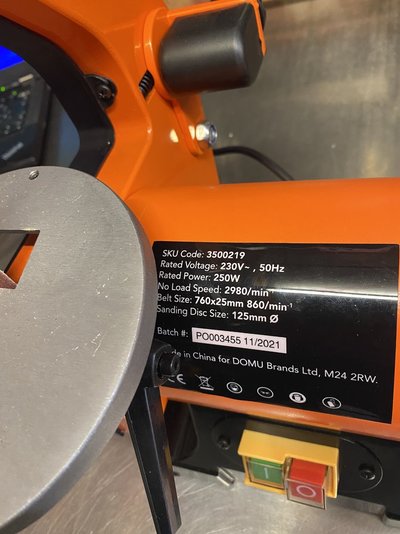 SKU Code: 3500219
Rated Voltage: 230V~ , 50Hz
Rated Power: 250W
No Load Speed: 2980/min⁻¹
Belt Size: 760x25mm 860/min⁻¹
Sanding Disc Size: 125mm Ø
Batch #: PO003455 11/2021
in China for DOMU Brands Ltd, M24 2RW.
CE
I O